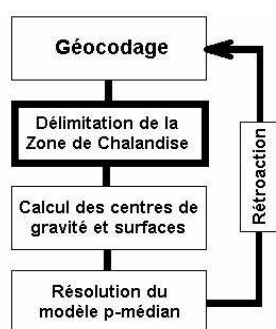 Géocodage
Délimitation de la
Zone de Chalandise
Calcul des centres de
gravité et surfaces
Résolution du
modèle p-médian
Rétroaction